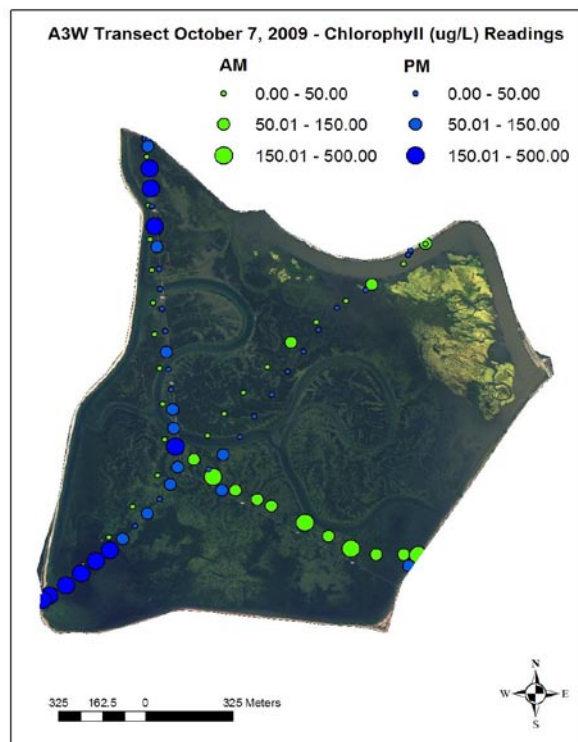 A3W Transect October 7, 2009 - Chlorophyll (ug/L) Readings
AM PM
0.00 - 50.00 0.00 - 50.00
50.01 - 150.00 50.01 - 150.00
150.01 - 500.00 150.01 - 500.00
325 162.5 0 325 Meters
N
W E
S